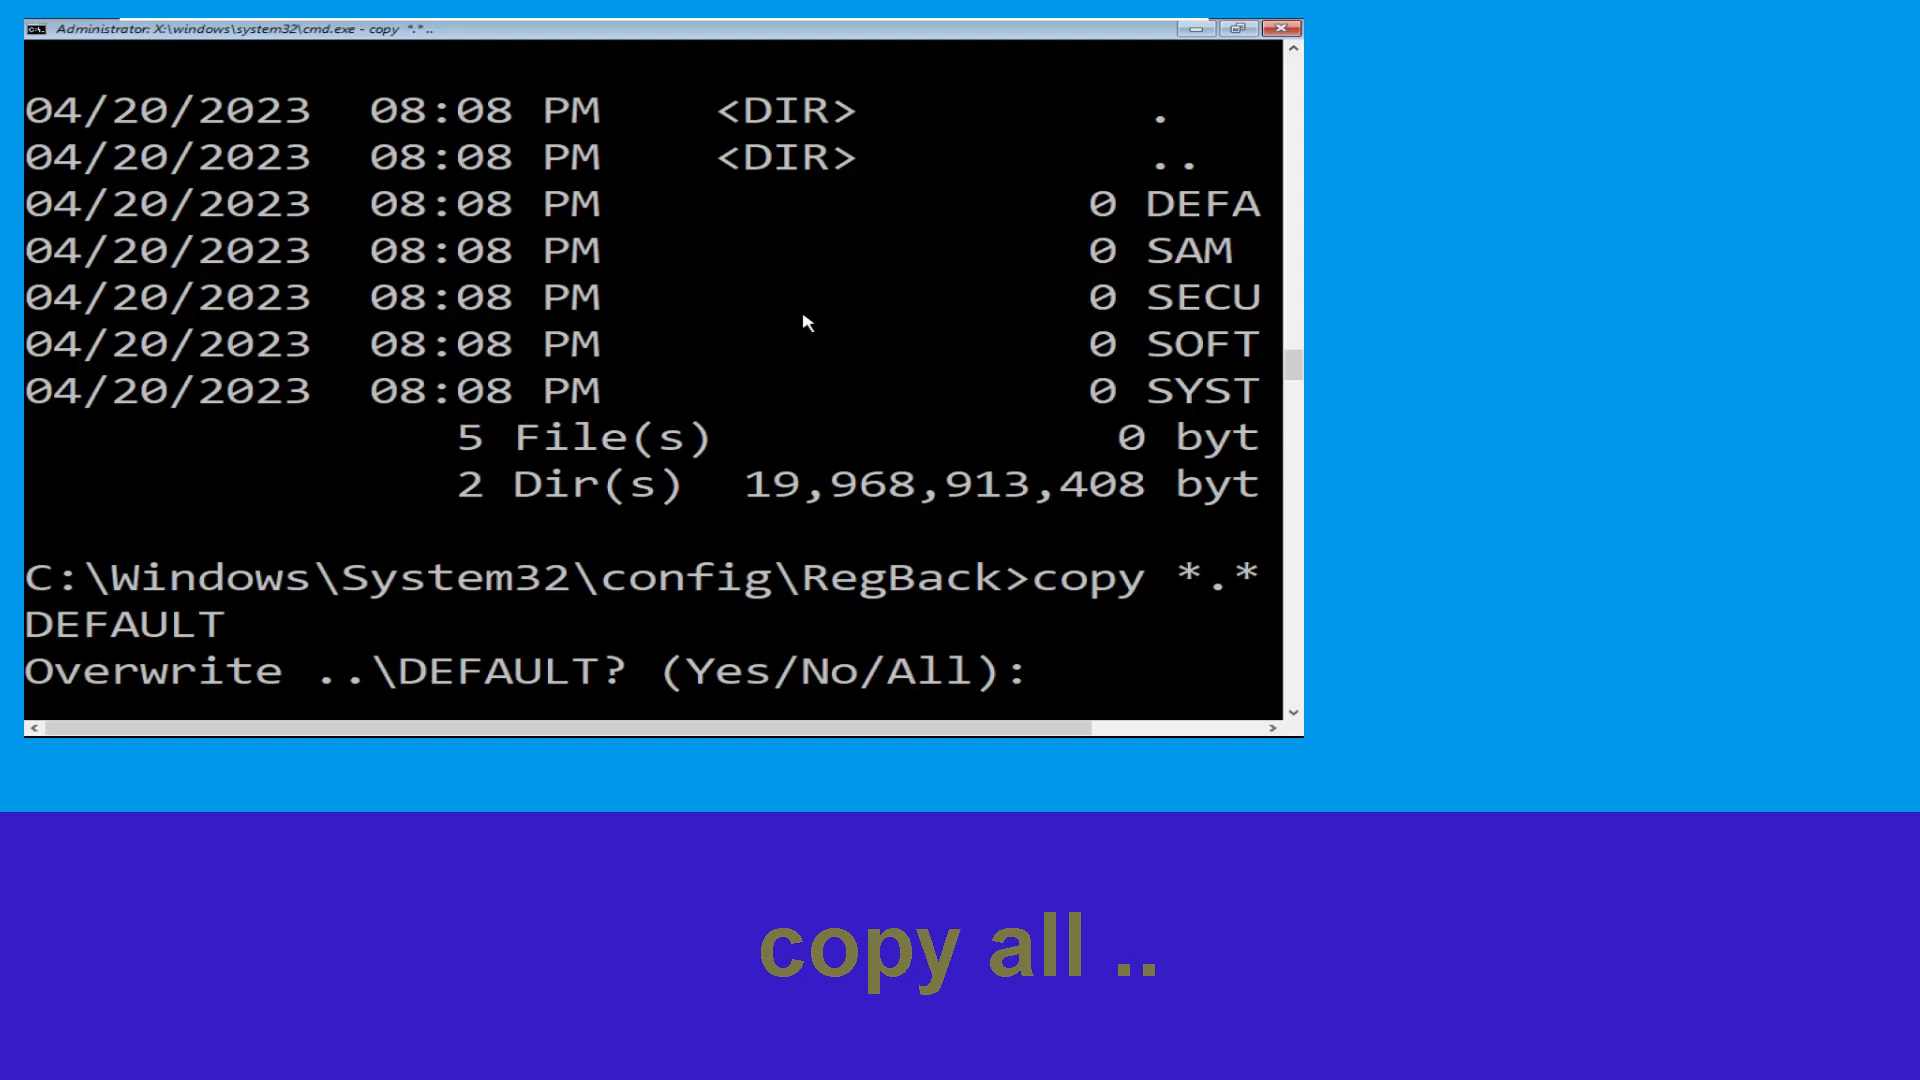 Administrator: X:\windows\system32\cmd.exe - copy *.* ..
04/20/2023 08:08 PM <DIR> .
04/20/2023 08:08 PM <DIR> ..
04/20/2023 08:08 PM 0 DEFA
04/20/2023 08:08 PM 0 SAM
04/20/2023 08:08 PM 0 SECU
04/20/2023 08:08 PM 0 SOFT
04/20/2023 08:08 PM 0 SYST
5 File(s) 0 byt
2 Dir(s) 19,968,913,408 byt
C:\Windows\System32\config\RegBack>copy *.*
DEFAULT
Overwrite ..\DEFAULT? (Yes/No/All):
copy all ..